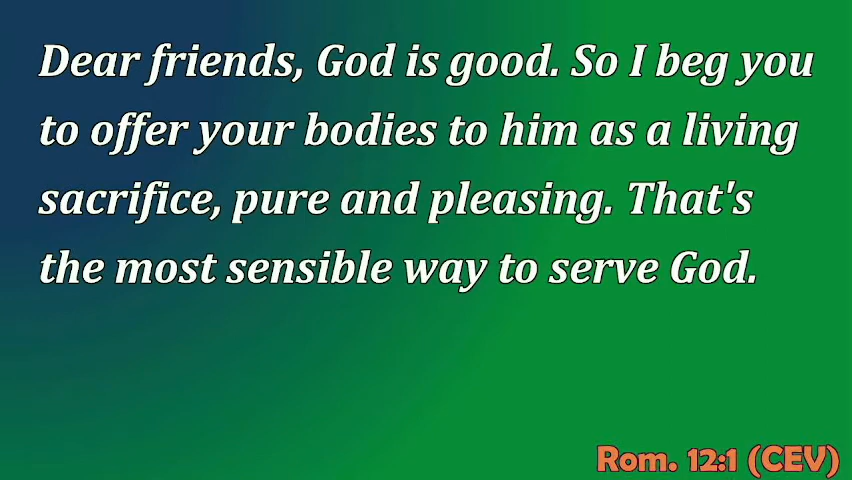 Dear friends, God is good. So I beg you
to offer your bodies to him as a living
sacrifice, pure and pleasing. That's
the most sensible way to serve God.
Rom. 12:1 (CEV)